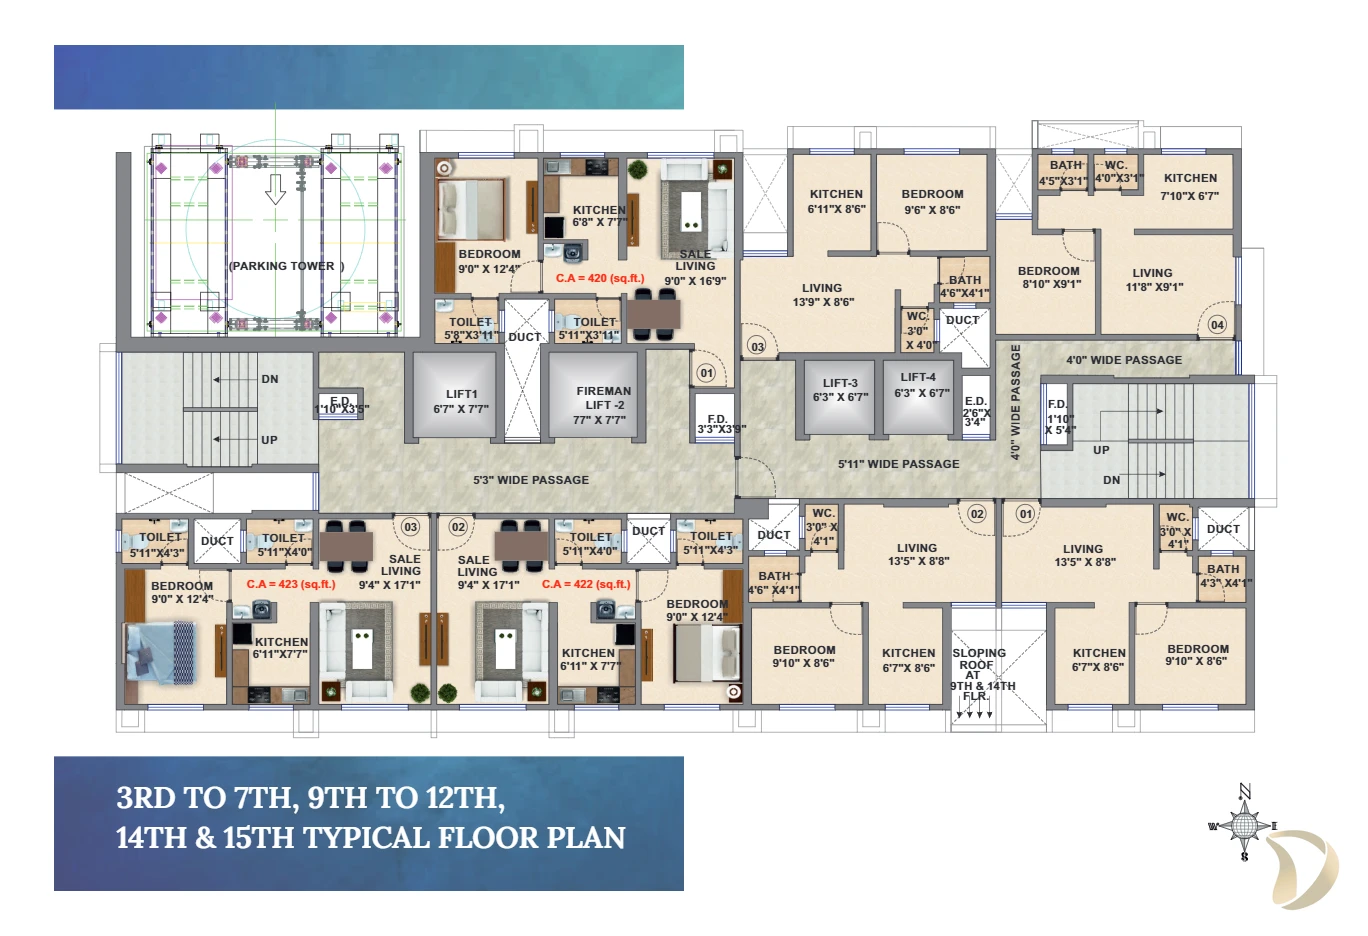 (PARKING TOWER )
BEDROOM
9'0" X 12'4"
KITCHEN
6'8" X 7'7"
SALE
LIVING
9'0" X 16'9"
C.A = 420 (sq.ft.)
TOILET
5'8"X3'11"
DUCT
TOILET
5'11"X3'11"
01
KITCHEN
6'11"X 8'6"
BEDROOM
9'6" X 8'6"
LIVING
13'9" X 8'6"
BATH
4'6"X4'1"
WC.
3'0"
X 4'0"
DUCT
03
BATH
4'5"X3'1"
WC.
4'0"X3'1"
KITCHEN
7'10"X 6'7"
BEDROOM
8'10" X9'1"
LIVING
11'8" X9'1"
04
DN
UP
E.D.
1'10"X3'5"
LIFT1
6'7" X 7'7"
FIREMAN
LIFT -2
77" X 7'7"
F.D.
3'3"X3'9"
LIFT-3
6'3" X 6'7"
LIFT-4
6'3" X 6'7"
E.D.
2'6"X
3'4"
4'0" WIDE PASSAGE
4'0" WIDE PASSAGE
F.D.
1'10"
X 5'4"
UP
DN
5'3" WIDE PASSAGE
5'11" WIDE PASSAGE
TOILET
5'11"X4'3"
DUCT
TOILET
5'11"X4'0"
03
SALE
LIVING
9'4" X 17'1"
BEDROOM
9'0" X 12'4"
C.A = 423 (sq.ft.)
KITCHEN
6'11"X7'7"
02
SALE
LIVING
9'4" X 17'1"
TOILET
5'11"X4'0"
DUCT
TOILET
5'11"X4'3"
C.A = 422 (sq.ft.)
BEDROOM
9'0" X 12'4"
KITCHEN
6'11" X 7'7"
DUCT
WC.
3'0" X
4'1"
BATH
4'6" X4'1"
LIVING
13'5" X 8'8"
02
BEDROOM
9'10" X 8'6"
KITCHEN
6'7"X 8'6"
SLOPING
ROOF
AT
9TH & 14TH
FLR.
01
LIVING
13'5" X 8'8"
WC.
3'0" X
4'1"
DUCT
BATH
4'3" X4'1"
KITCHEN
6'7"X 8'6"
BEDROOM
9'10" X 8'6"
3RD TO 7TH, 9TH TO 12TH,
14TH & 15TH TYPICAL FLOOR PLAN
N
W
E
S